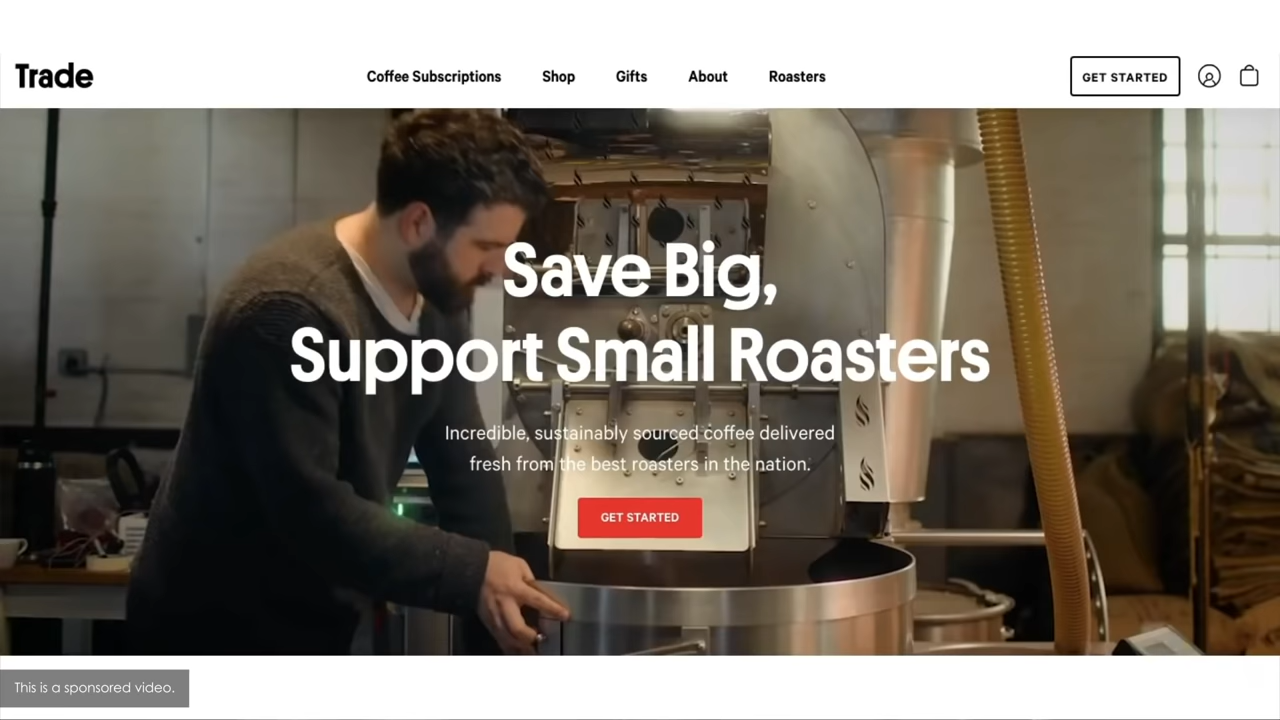 Trade
Coffee Subscriptions
Shop
Gifts
About
Roasters
GET STARTED
Save Big,
Support Small Roasters
Incredible, sustainably sourced coffee delivered
fresh from the best roasters in the nation.
GET STARTED
This is a sponsored video.